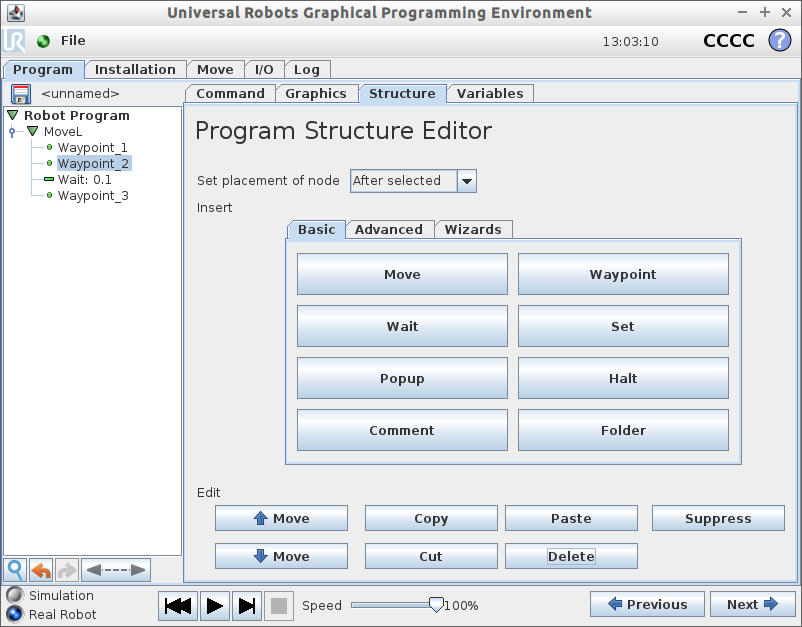 Universal Robots Graphical Programming Environment
UR File 13:03:10 CCCC ?
Program Installation Move I/O Log
<unnamed> Command Graphics Structure Variables
Robot Program
MoveL
Waypoint_1
Waypoint_2
Wait: 0.1
Waypoint_3
Program Structure Editor
Set placement of node After selected
Insert
Basic Advanced Wizards
Move Waypoint
Wait Set
Popup Halt
Comment Folder
Edit
Move Copy Paste Suppress
Move Cut Delete
Simulation
Real Robot
Speed 100%
Previous Next